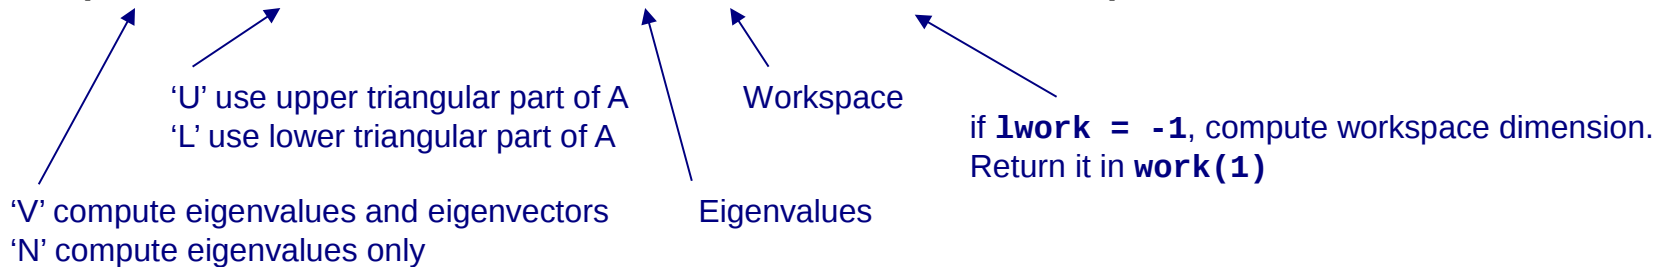 ‘U’ use upper triangular part of A
‘L’ use lower triangular part of A
Workspace
if lwork = -1, compute workspace dimension.
Return it in work(1)
‘V’ compute eigenvalues and eigenvectors
‘N’ compute eigenvalues only
Eigenvalues